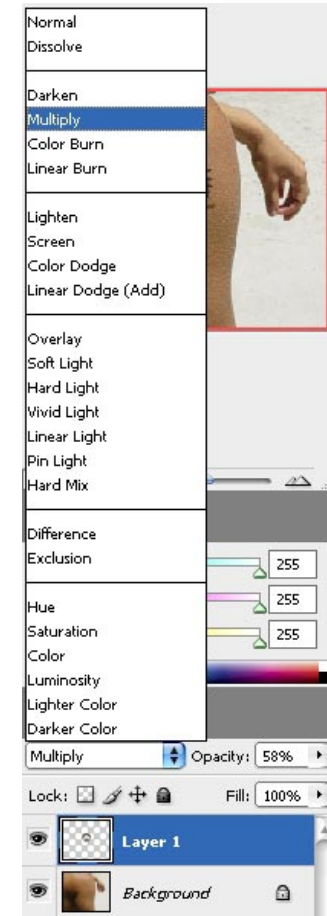 Normal
Dissolve
Darken
Multiply
Color Burn
Linear Burn
Lighten
Screen
Color Dodge
Linear Dodge (Add)
Overlay
Soft Light
Hard Light
Vivid Light
Linear Light
Pin Light
Hard Mix
Difference
Exclusion
255
255
255
Hue
Saturation
Color
Luminosity
Lighter Color
Darker Color
Multiply Opacity: 58%
Lock: Fill: 100%
Layer 1
Background